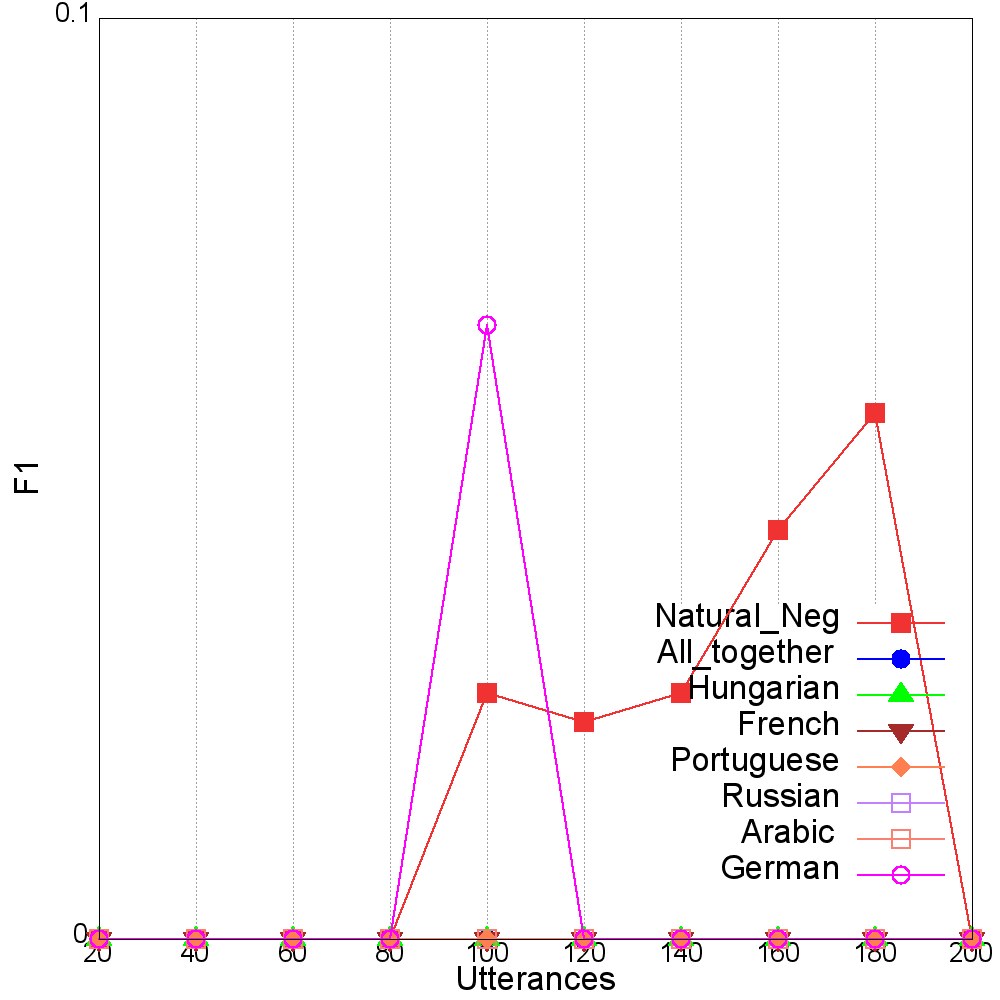 0.1
F1
Natural_Neg
All_together
Hungarian
French
Portuguese
Russian
Arabic
German
0
20 40 60 80 100 120 140 160 180 200
Utterances